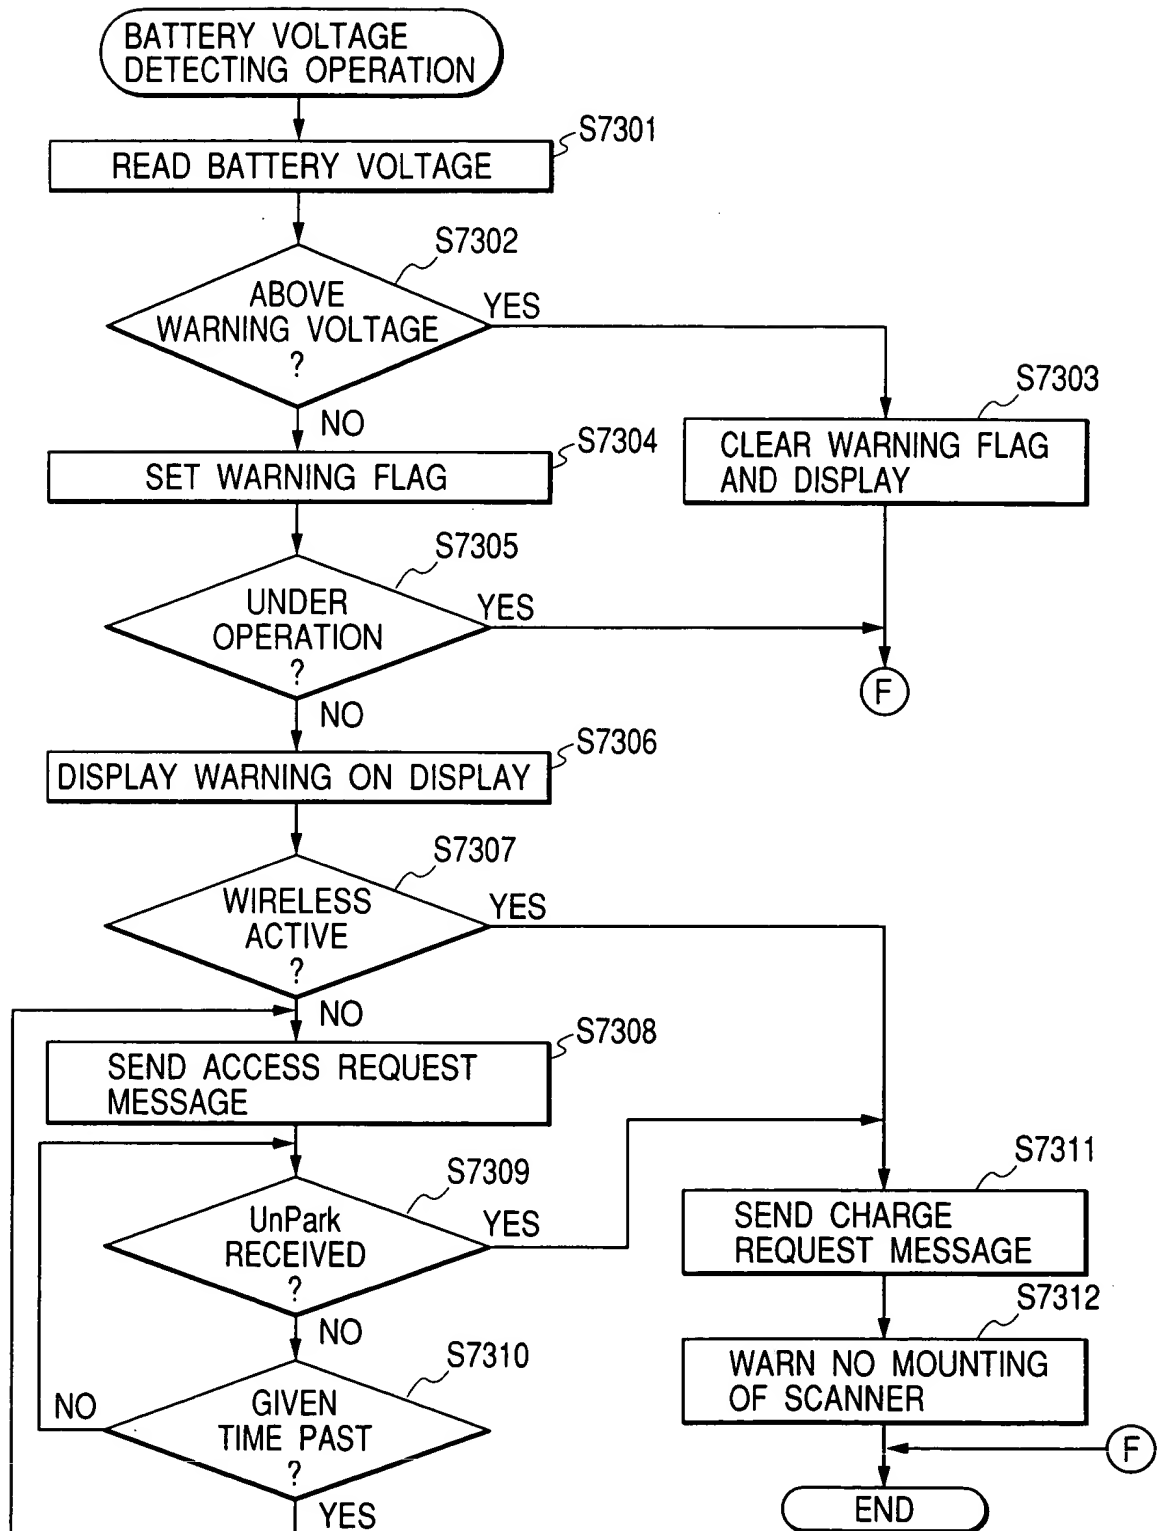 BATTERY VOLTAGE
DETECTING OPERATION
S7301
READ BATTERY VOLTAGE
S7302
ABOVE
WARNING VOLTAGE
?
YES
NO
S7303
CLEAR WARNING FLAG
AND DISPLAY
S7304
SET WARNING FLAG
S7305
UNDER
OPERATION
?
YES
F
NO
S7306
DISPLAY WARNING ON DISPLAY
S7307
WIRELESS
ACTIVE
?
YES
NO
S7308
SEND ACCESS REQUEST
MESSAGE
S7309
UnPark
RECEIVED
?
YES
NO
S7310
GIVEN
TIME PAST
?
NO
YES
S7311
SEND CHARGE
REQUEST MESSAGE
S7312
WARN NO MOUNTING
OF SCANNER
F
END